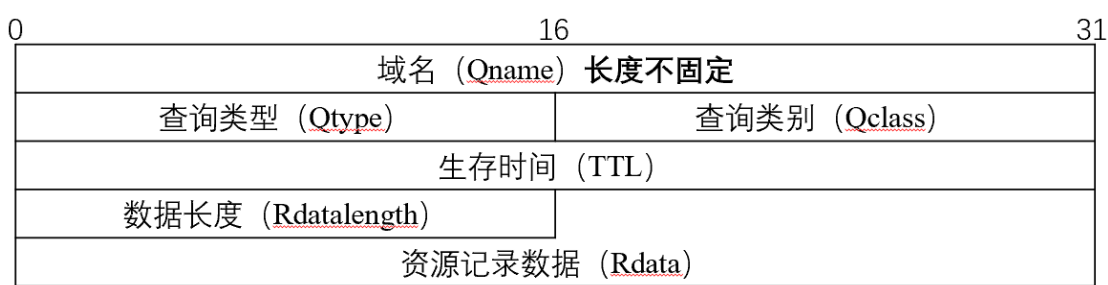 0 16 31
域名（Qname）长度不固定
查询类型（Qtype） 查询类别（Qclass）
生存时间（TTL）
数据长度（Rdatalength）
资源记录数据（Rdata）